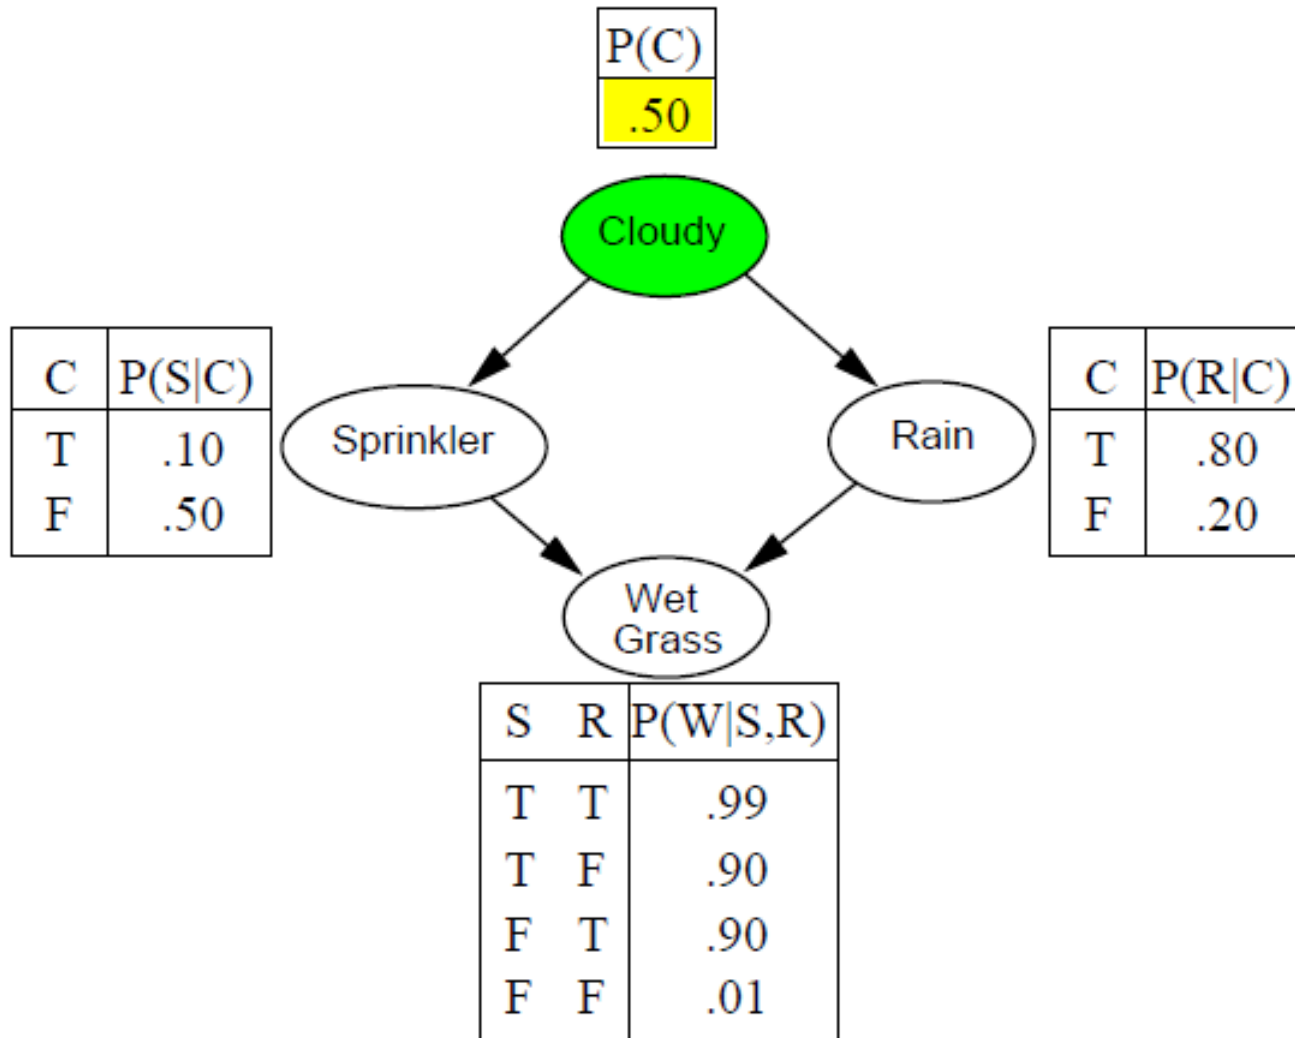 P(C)
.50
Cloudy
C P(S|C)
T .10
F .50
Sprinkler
Rain
C P(R|C)
T .80
F .20
Wet
Grass
S R P(W|S,R)
T T .99
T F .90
F T .90
F F .01